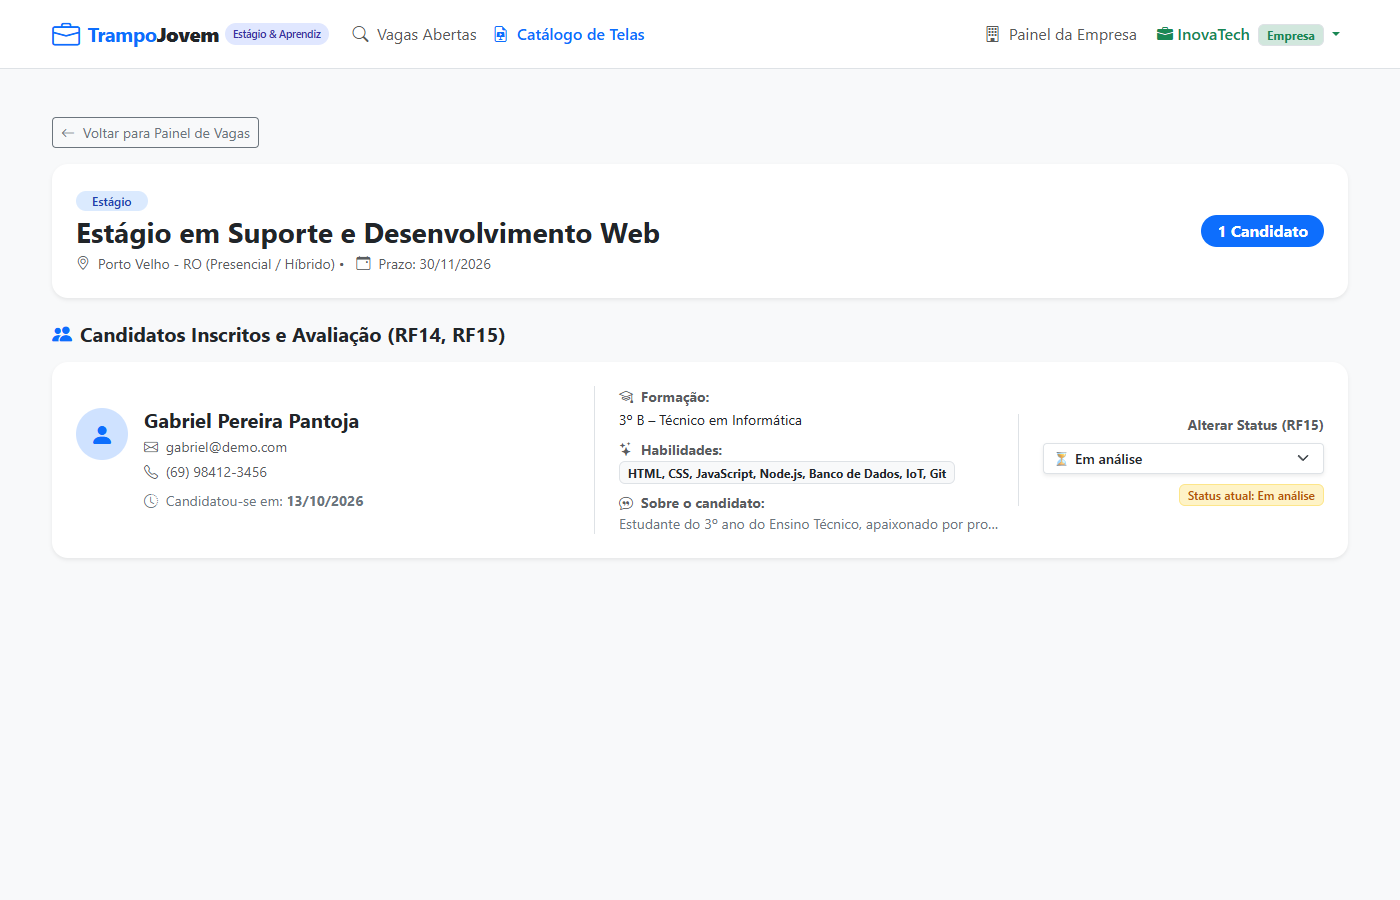 TrampoJovem Estágio & Aprendiz Vagas Abertas Catálogo de Telas Painel da Empresa InovaTech Empresa
Voltar para Painel de Vagas
Estágio
Estágio em Suporte e Desenvolvimento Web
1 Candidato
Porto Velho - RO (Presencial / Híbrido) • Prazo: 30/11/2026
Candidatos Inscritos e Avaliação (RF14, RF15)
Gabriel Pereira Pantoja
gabriel@demo.com
(69) 98412-3456
Candidatou-se em: 13/10/2026
Formação:
3º B – Técnico em Informática
Habilidades:
HTML, CSS, JavaScript, Node.js, Banco de Dados, IoT, Git
Sobre o candidato:
Estudante do 3º ano do Ensino Técnico, apaixonado por pro...
Alterar Status (RF15)
Em análise
Status atual: Em análise